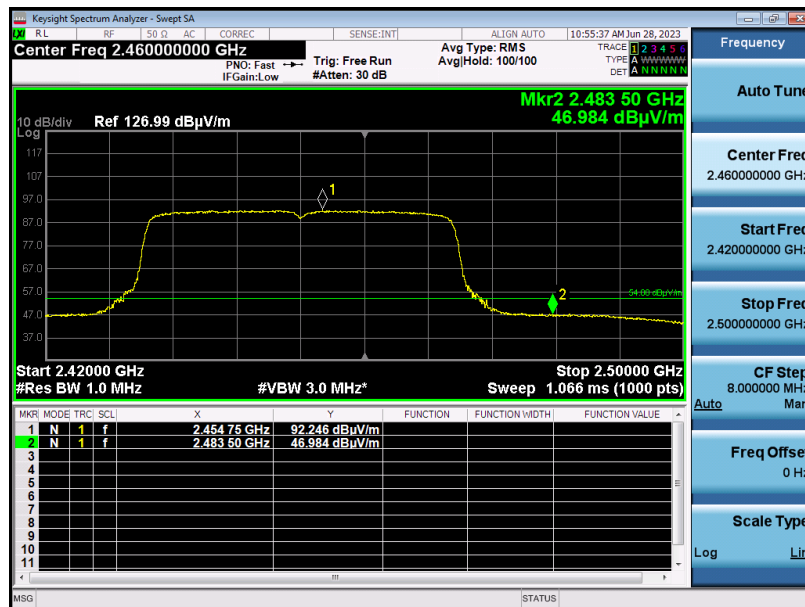 Keysight Spectrum Analyzer - Swept SA
LXI RL RF 50 Ω AC CORREC SENSE:INT ALIGN AUTO 10:55:37 AM Jun 28, 2023
Center Freq 2.460000000 GHz
PNO: Fast
IFGain:Low
Trig: Free Run
#Atten: 30 dB
Avg Type: RMS
Avg|Hold: 100/100
TRACE 1 2 3 4 5 6
TYPE A WWWWW
DET A N N N N N
Mkr2 2.483 50 GHz
46.984 dBµV/m
10 dB/div Ref 126.99 dBµV/m
Log
117
107
97.0
87.0
77.0
67.0
57.0
47.0
37.0
1
2
54.00 dBµV/m
Start 2.42000 GHz Stop 2.50000 GHz
#Res BW 1.0 MHz #VBW 3.0 MHz* Sweep 1.066 ms (1000 pts)
MKR MODE TRC SCL X Y FUNCTION FUNCTION WIDTH FUNCTION VALUE
1 N 1 f 2.454 75 GHz 92.246 dBµV/m
2 N 1 f 2.483 50 GHz 46.984 dBµV/m
3
4
5
6
7
8
9
10
11
MSG STATUS
Frequency
Auto Tune
Center Freq
2.460000000 GHz
Start Freq
2.420000000 GHz
Stop Freq
2.500000000 GHz
CF Step
8.000000 MHz
Auto Man
Freq Offset
0 Hz
Scale Type
Log Lin